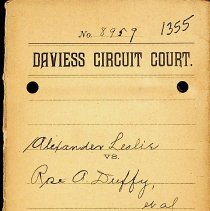 No. 8959 1355
DAVIESS CIRCUIT COURT.
Alexander Leslie
VS.
Rose A. Duffy,
et al